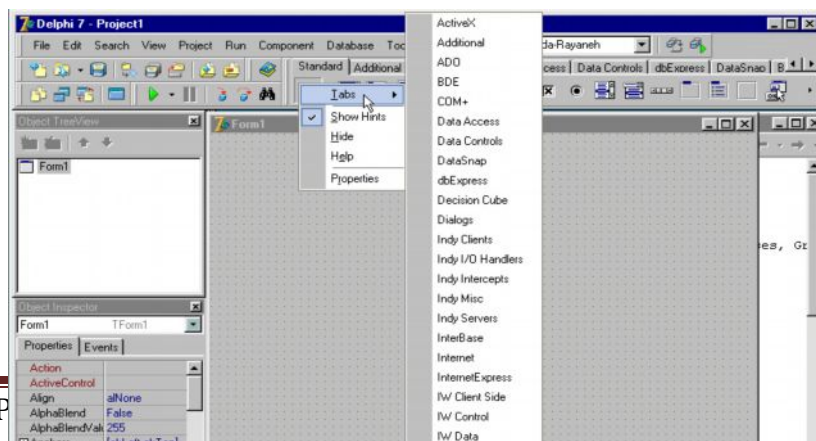 Delphi 7 - Project1
File Edit Search View Project Run Component Database
da-Rayaneh
Standard Additional
cess Data Controls dbExpress DataSnap B
Tabs
Show Hints
Hide
Help
Properties
ActiveX
Additional
ADO
BDE
COM+
Data Access
Data Controls
DataSnap
dbExpress
Decision Cube
Dialogs
Indy Clients
Indy I/O Handlers
Indy Intercepts
Indy Misc
Indy Servers
InterBase
Internet
InternetExpress
IW Client Side
IW Control
IW Data
Object TreeView
Form1
Form1
es, Gr
Object Inspector
Form1 TForm1
Properties Events
Action
ActiveControl
Align alNone
AlphaBlend False
AlphaBlendVal 255
P